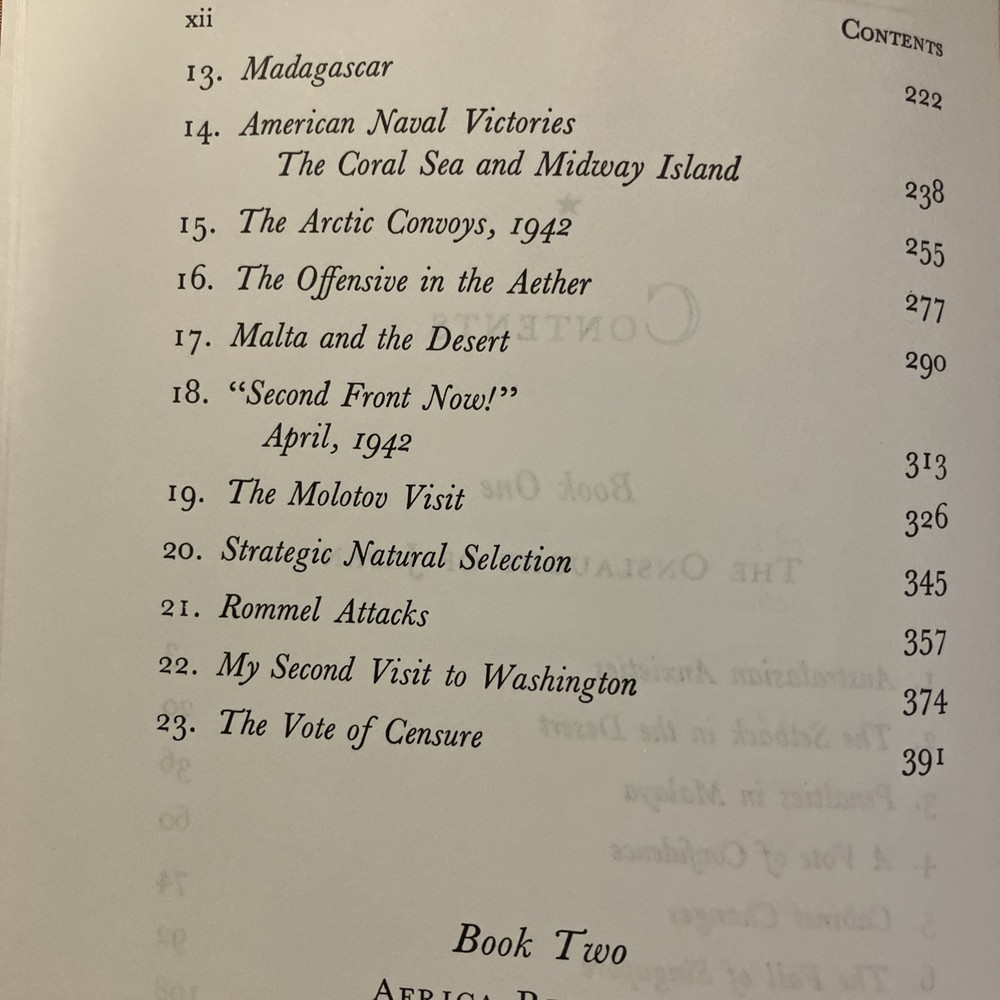 xii
CONTENTS
13. Madagascar 222
14. American Naval Victories
The Coral Sea and Midway Island 238
15. The Arctic Convoys, 1942 255
16. The Offensive in the Aether 277
17. Malta and the Desert 290
18. “Second Front Now!”
April, 1942 313
19. The Molotov Visit 326
20. Strategic Natural Selection 345
21. Rommel Attacks 357
22. My Second Visit to Washington 374
23. The Vote of Censure 391
Book Two
AFRICA